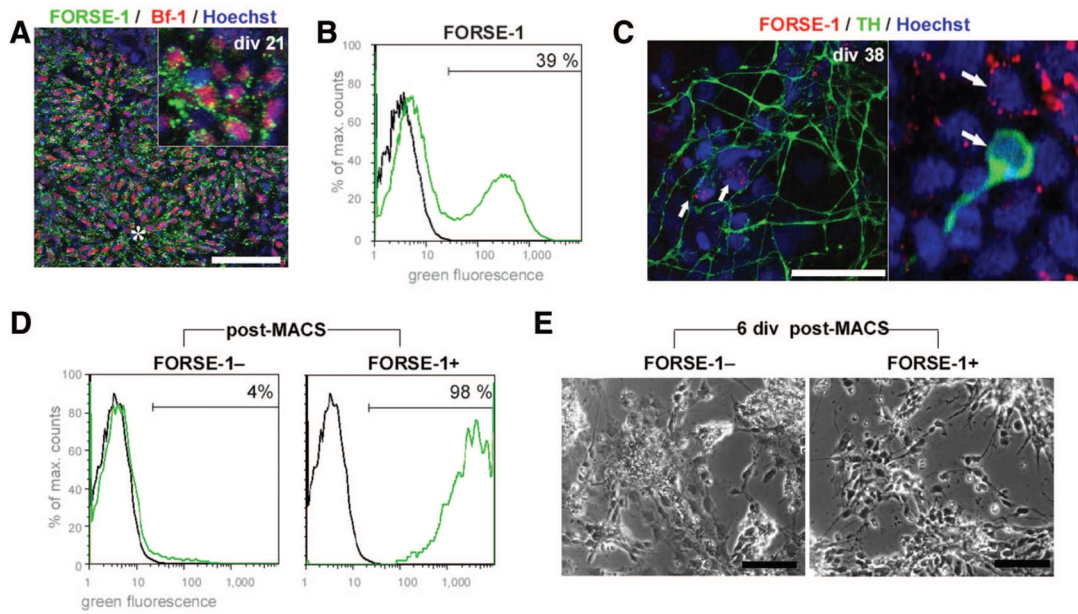 A
FORSE-1 / Bf-1 / Hoechst
div 21
*
B
FORSE-1
39 %
% of max. counts
100
80
60
40
20
0
1
10
100
1,000
green fluorescence
C
FORSE-1 / TH / Hoechst
div 38
D
post-MACS
FORSE-1–
FORSE-1+
4%
98 %
% of max. counts
100
80
60
40
20
0
1
10
100
1,000
1
10
100
1,000
green fluorescence
E
6 div post-MACS
FORSE-1–
FORSE-1+